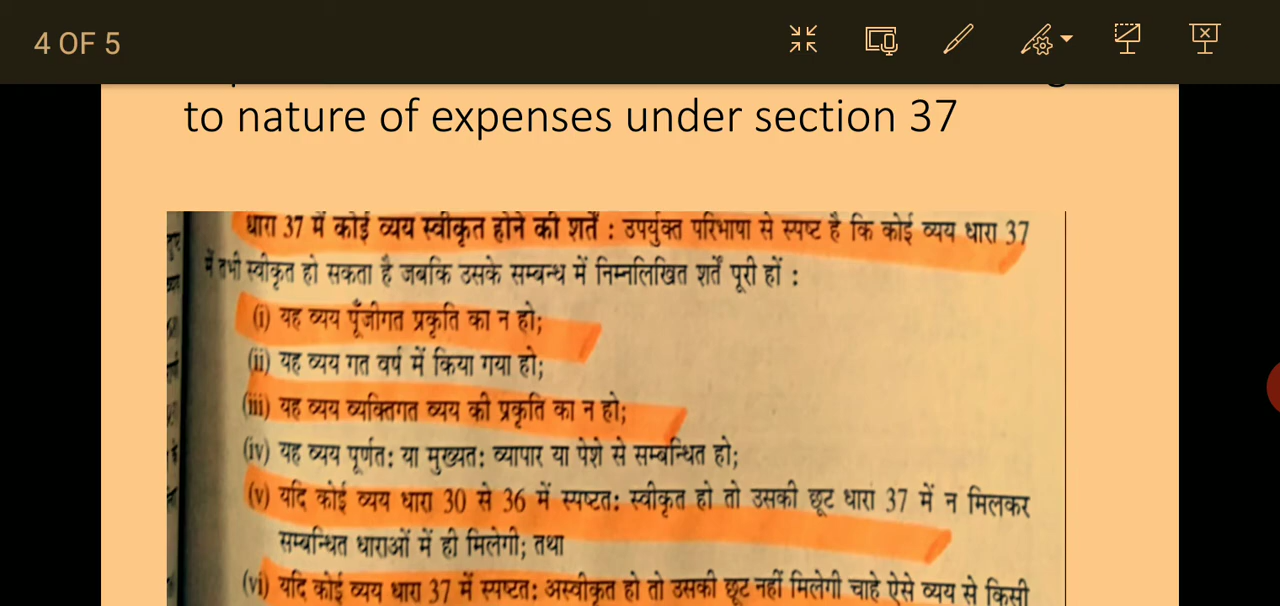 4 OF 5
to nature of expenses under section 37
धारा 37 में कोई व्यय स्वीकृत होने की शर्तें : उपर्युक्त परिभाषा से स्पष्ट है कि कोई व्यय धारा 37
में तभी स्वीकृत हो सकता है जबकि उसके सम्बन्ध में निम्नलिखित शर्तें पूरी हों :
(i) यह व्यय पूँजीगत प्रकृति का न हो;
(ii) यह व्यय गत वर्ष में किया गया हो;
(iii) यह व्यय व्यक्तिगत व्यय की प्रकृति का न हो;
(iv) यह व्यय पूर्णत: या मुख्यत: व्यापार या पेशे से सम्बन्धित हो;
(v) यदि कोई व्यय धारा 30 से 36 में स्पष्टत: स्वीकृत हो तो उसकी छूट धारा 37 में न मिलकर
सम्बन्धित धाराओं में ही मिलेगी; तथा
(vi) यदि कोई व्यय धारा 37 में स्पष्टत: अस्वीकृत हो तो उसकी छूट नहीं मिलेगी चाहे ऐसे व्यय से किसी